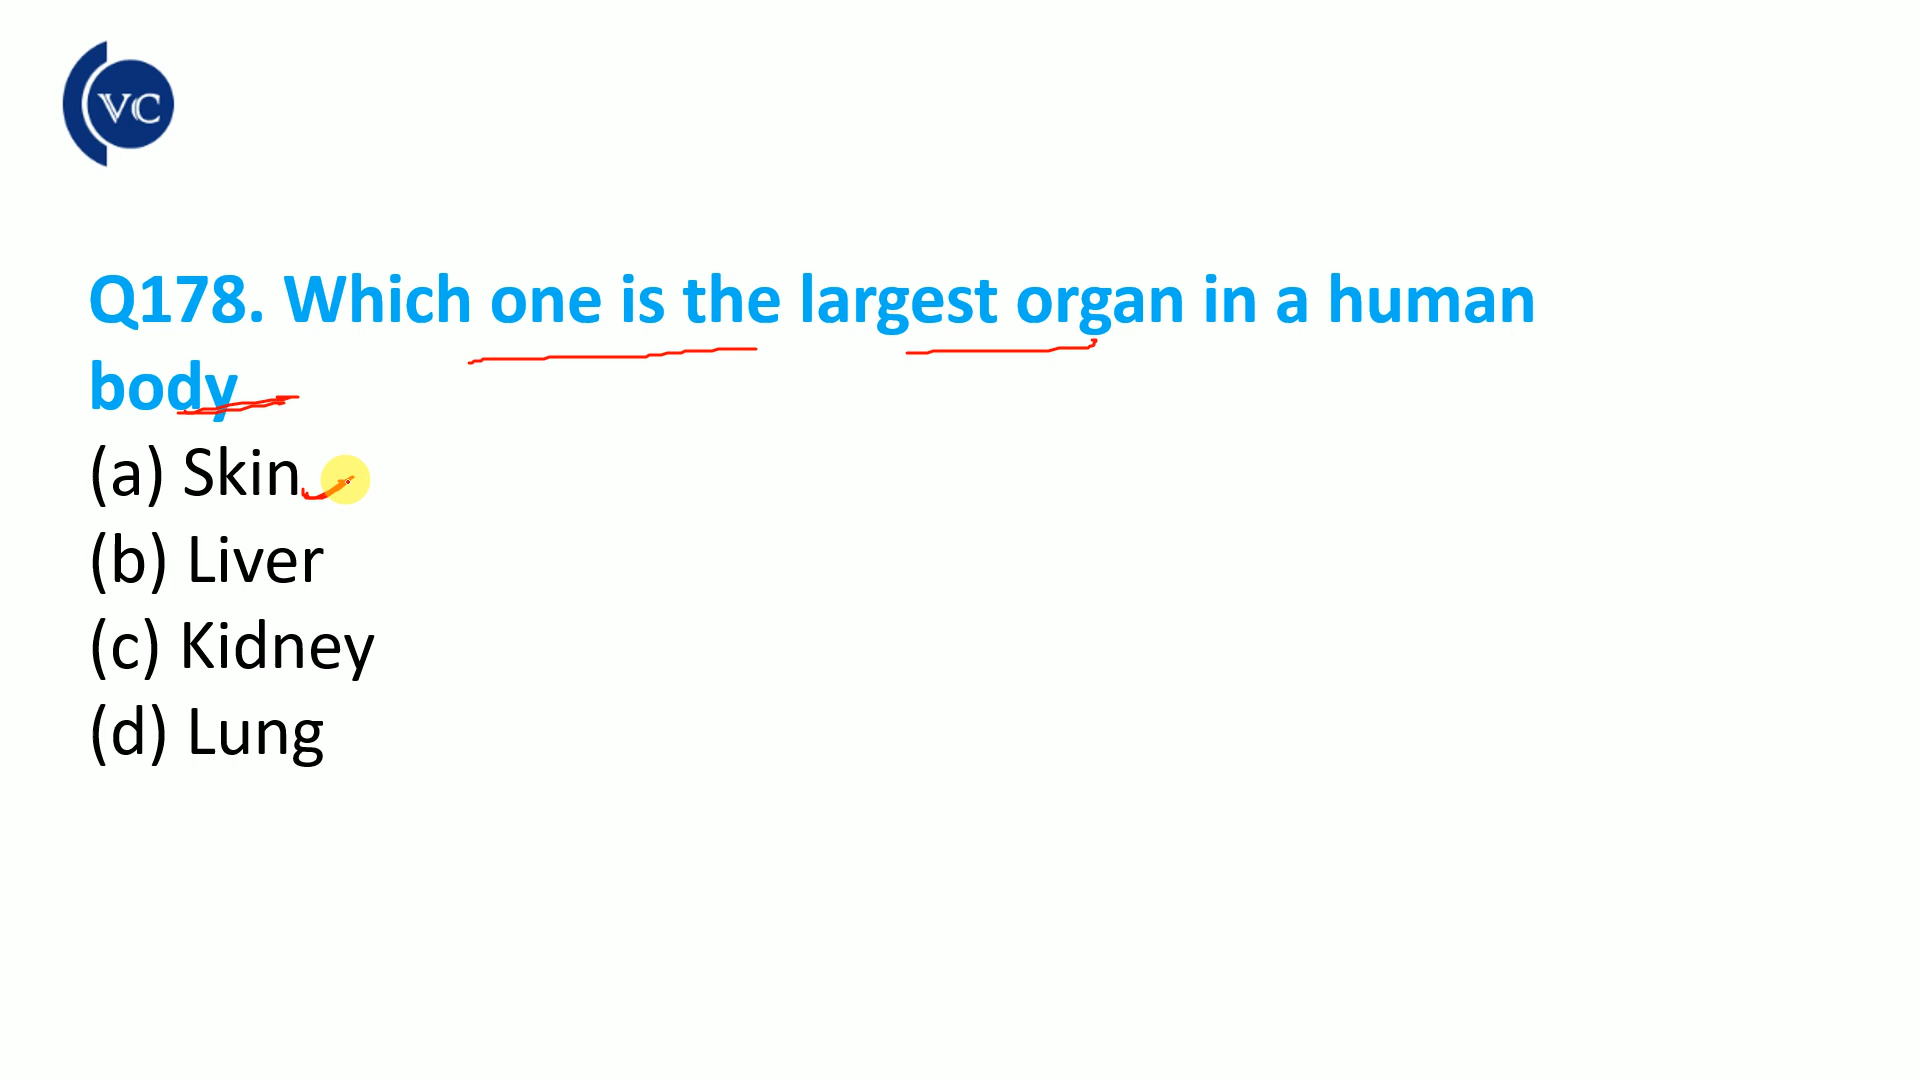 VC
Q178. Which one is the largest organ in a human
body
(a) Skin
(b) Liver
(c) Kidney
(d) Lung